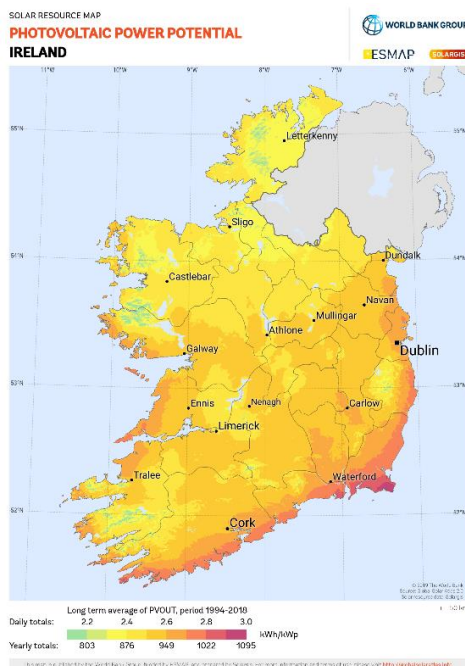 SOLAR RESOURCE MAP
PHOTOVOLTAIC POWER POTENTIAL
IRELAND
WORLD BANK GROUP
ESMAP
SOLARGIS
11°W
10°W
9°W
8°W
7°W
6°W
55°N
55°N
Letterkenny
Sligo
54°N
Dundalk
54°N
Castlebar
Navan
Mullingar
Athlone
Galway
Dublin
53°N
53°N
Ennis
Nenagh
Carlow
Limerick
Tralee
Waterford
52°N
52°N
Cork
Long term average of PVOUT, period 1994-2018
Daily totals: 2.2 2.4 2.6 2.8 3.0
kWh/kWp
Yearly totals: 803 876 949 1022 1095